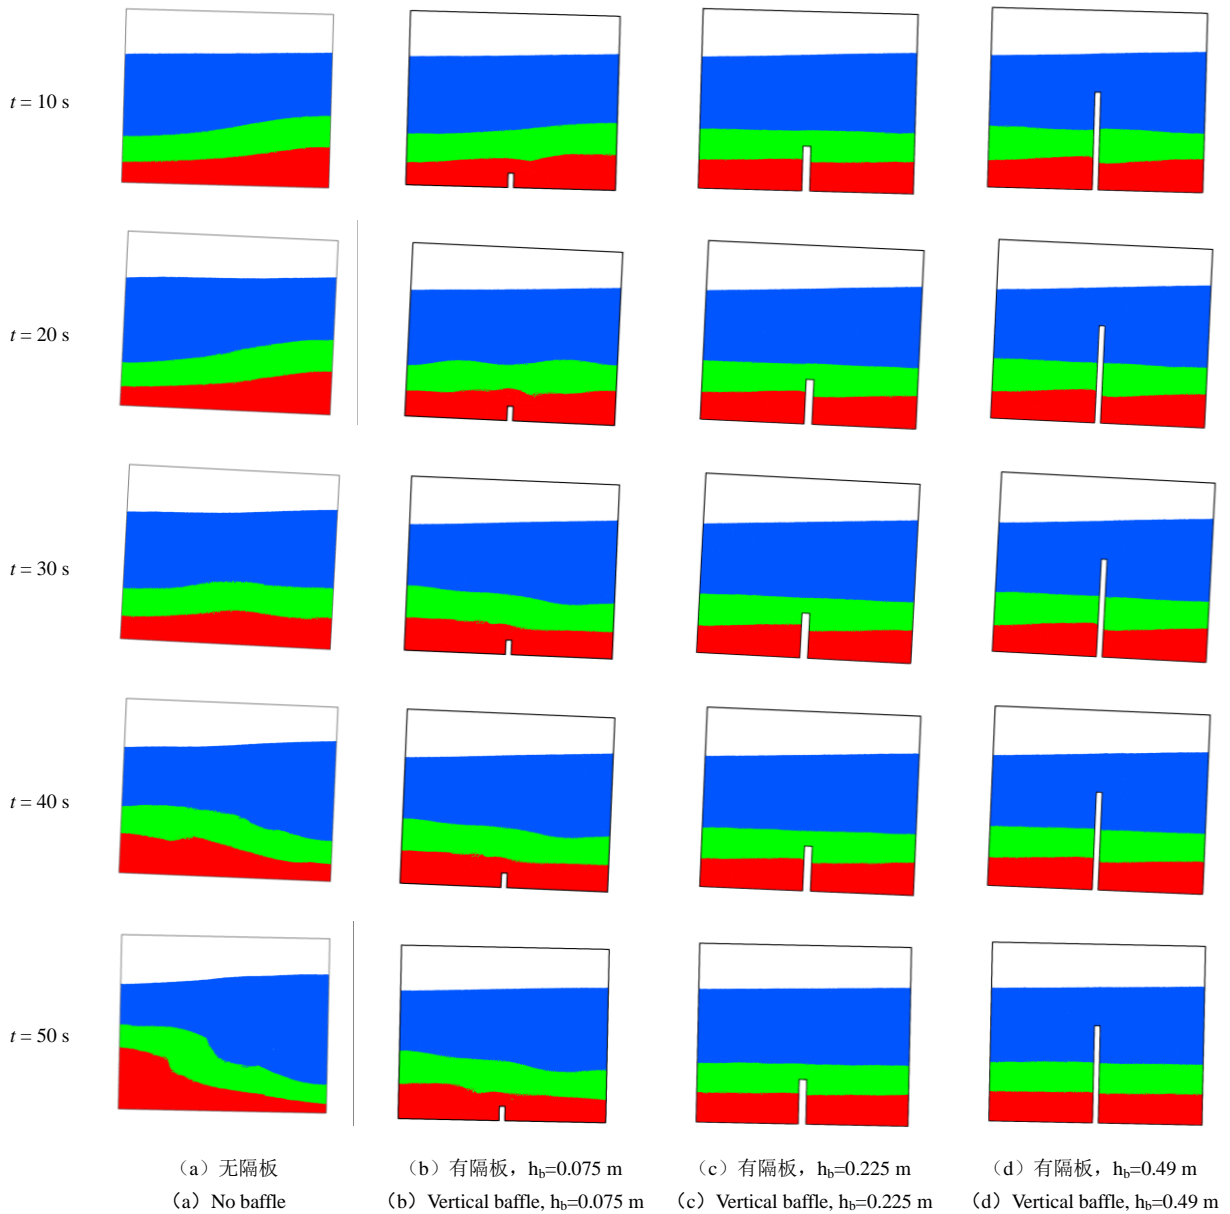 t = 10 s
t = 20 s
t = 30 s
t = 40 s
t = 50 s
（a）无隔板 （b）有隔板，hb=0.075 m （c）有隔板，hb=0.225 m （d）有隔板，hb=0.49 m
（a）No baffle （b）Vertical baffle, hb=0.075 m （c）Vertical baffle, hb=0.225 m （d）Vertical baffle, hb=0.49 m